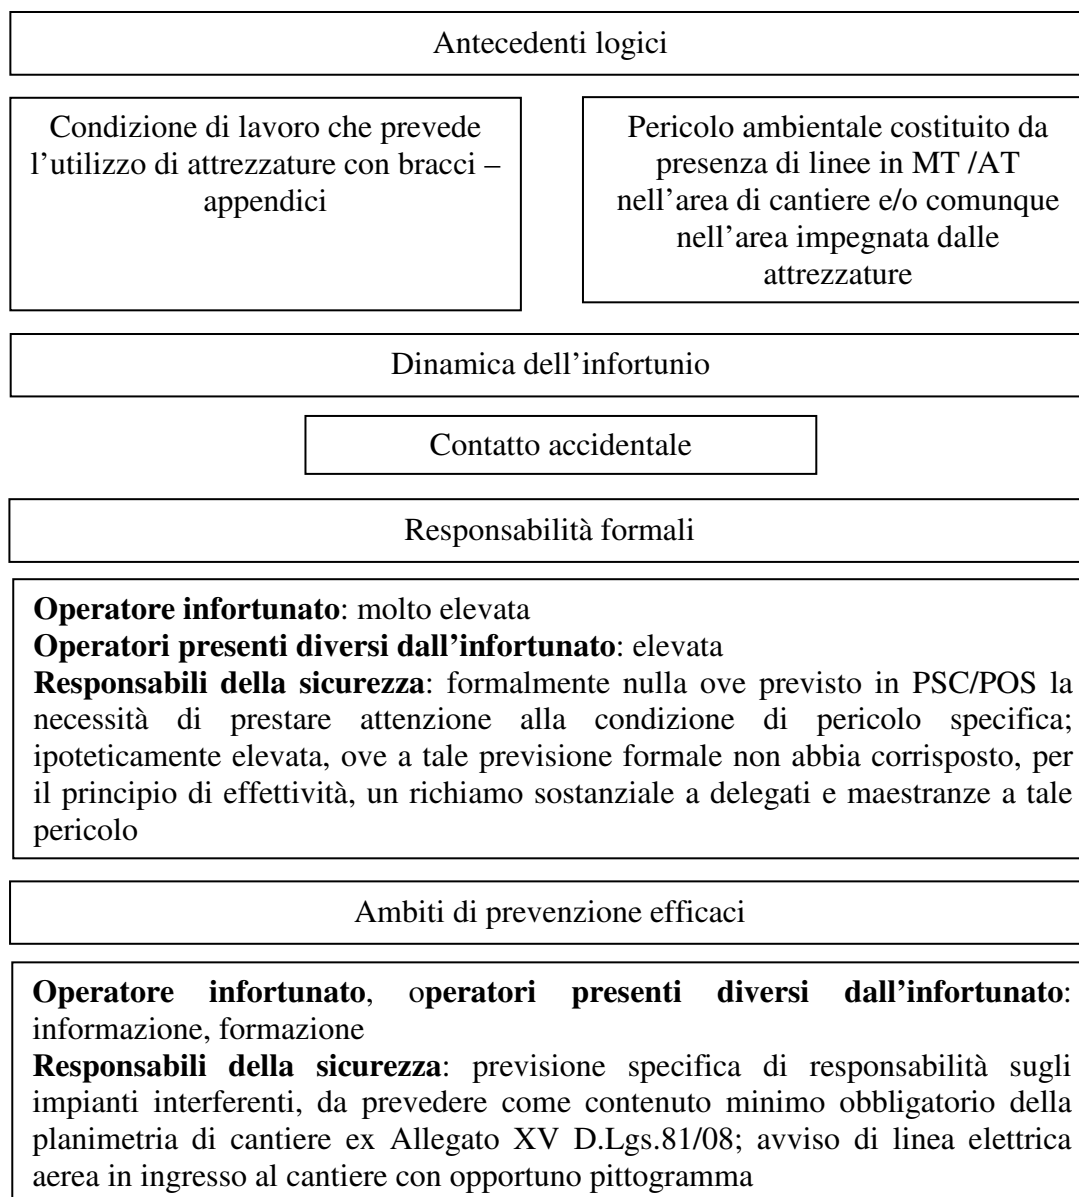 Antecedenti logici
Condizione di lavoro che prevede
l’utilizzo di attrezzature con bracci –
appendici
Pericolo ambientale costituito da
presenza di linee in MT /AT
nell’area di cantiere e/o comunque
nell’area impegnata dalle
attrezzature
Dinamica dell’infortunio
Contatto accidentale
Responsabilità formali
Operatore infortunato: molto elevata
Operatori presenti diversi dall’infortunato: elevata
Responsabili della sicurezza: formalmente nulla ove previsto in PSC/POS la
necessità di prestare attenzione alla condizione di pericolo specifica;
ipoteticamente elevata, ove a tale previsione formale non abbia corrisposto, per
il principio di effettività, un richiamo sostanziale a delegati e maestranze a tale
pericolo
Ambiti di prevenzione efficaci
Operatore infortunato, operatori presenti diversi dall’infortunato:
informazione, formazione
Responsabili della sicurezza: previsione specifica di responsabilità sugli
impianti interferenti, da prevedere come contenuto minimo obbligatorio della
planimetria di cantiere ex Allegato XV D.Lgs.81/08; avviso di linea elettrica
aerea in ingresso al cantiere con opportuno pittogramma